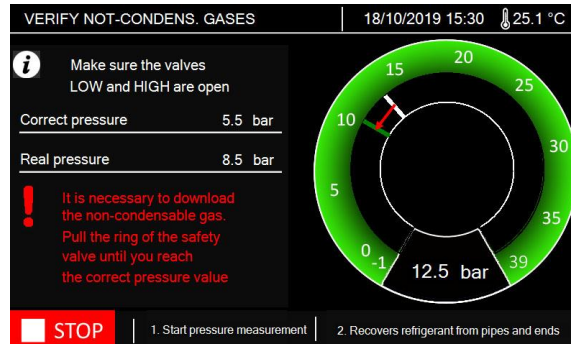 VERIFY NOT-CONDENS. GASES
18/10/2019 15:30
25.1 °C
i
Make sure the valves
LOW and HIGH are open
Correct pressure 5.5 bar
Real pressure 8.5 bar
!
It is necessary to download
the non-condensable gas.
Pull the ring of the safety
valve until you reach
the correct pressure value
-1
0
5
10
15
20
25
30
35
39
12.5 bar
STOP
1. Start pressure measurement
2. Recovers refrigerant from pipes and ends